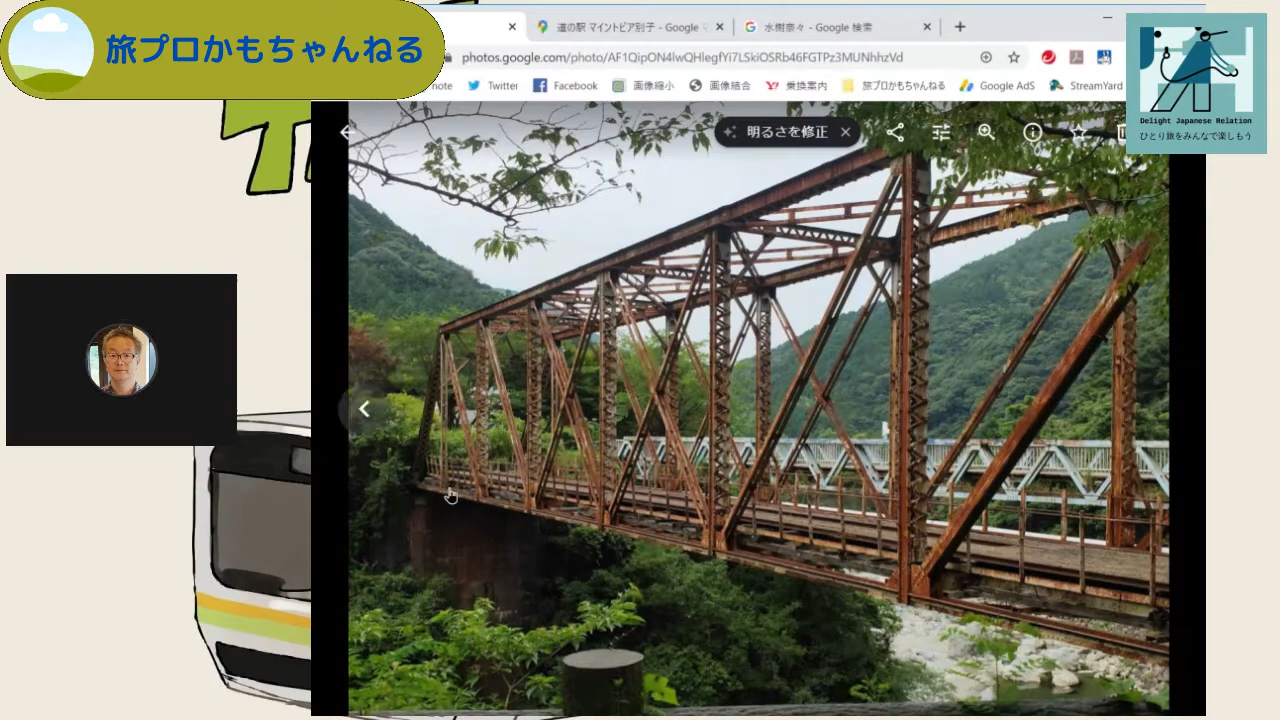 旅プロかもちゃんねる
道の駅 マイントピア別子 - Google マ
水樹奈々 - Google 検索
photos.google.com/photo/AF1QipON4lwQHlegfYi7LSkiOSRb46FGTPz3MUNhhzVd
note
Twitter
Facebook
画像縮小
画像結合
乗換案内
旅プロかもちゃんねる
Google AdS
StreamYard
明るさを修正
Delight Japanese Relation
ひとり旅をみんなで楽しもう